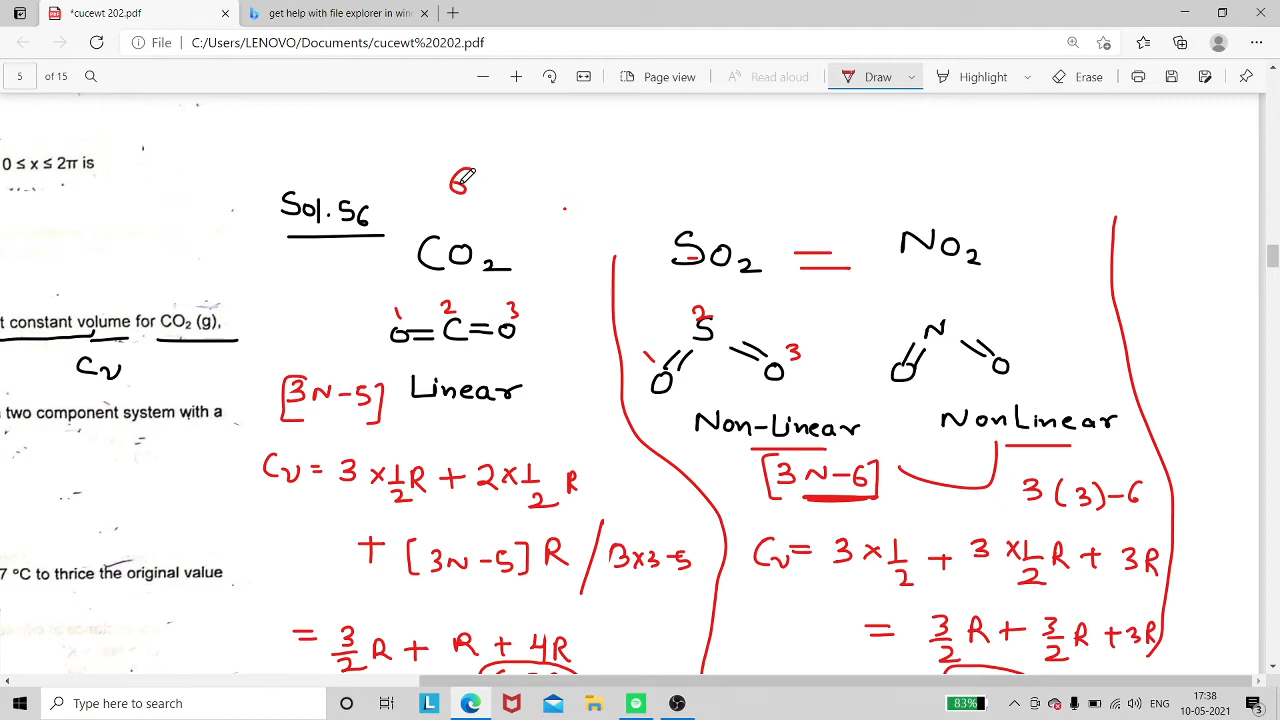 *cucewt 202.pdf
get help with file explorer in win
File C:/Users/LENOVO/Documents/cucewt%20202.pdf
5 of 15 Page view Read aloud Draw Highlight Erase
0 ≤ x ≤ 2π is
Sol. 56
CO2 SO2 = NO2
t constant volume for CO2 (g),
Cv
1 2 3
O=C=O
2
S
1 O O 3
N
O O
two component system with a
[3N-5] Linear
Non-Linear NonLinear
[3N-6] 3(3)-6
Cv = 3 × 1/2 R + 2 × 1/2 R
+ [3N-5] R / 3×3-5
Cv = 3 × 1/2 + 3 × 1/2 R + 3R
7 °C to thrice the original value
= 3/2 R + R + 4R
= 3/2 R + 3/2 R + 3R
Type here to search
83% ENG 17:38
10-05-2021
3